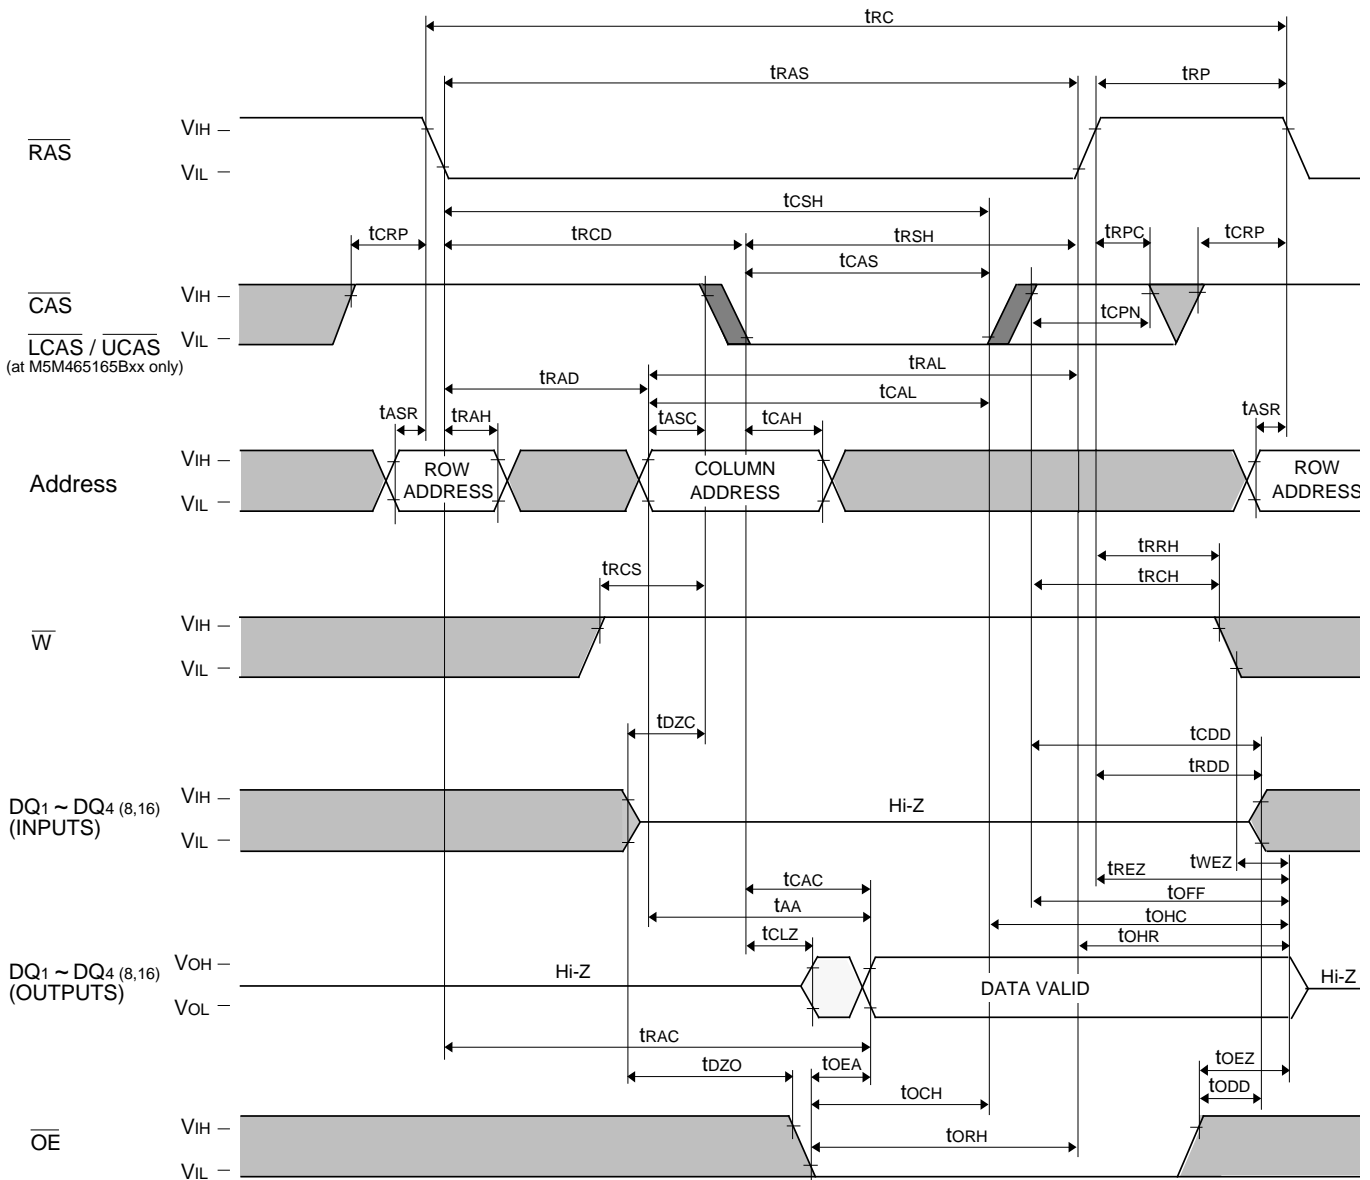 tRC
tRAS
tRP
RAS
VIH
VIL
tCSH
tCRP
tRCD
tRSH
tRPC
tCRP
tCAS
CAS
VIH
tCPN
LCAS / UCAS
VIL
(at M5M465165Bxx only)
tRAL
tRAD
tCAL
tASR
tRAH
tASC
tCAH
tASR
Address
VIH
VIL
ROW
ADDRESS
COLUMN
ADDRESS
ROW
ADDRESS
tRRH
tRCS
tRCH
W
VIH
VIL
tDZC
tCDD
tRDD
DQ1 ~ DQ4 (8,16)
(INPUTS)
VIH
VIL
Hi-Z
tWEZ
tREZ
tCAC
tOFF
tAA
tOHC
tCLZ
tOHR
DQ1 ~ DQ4 (8,16)
(OUTPUTS)
VOH
VOL
Hi-Z
DATA VALID
Hi-Z
tRAC
tDZO
tOEA
tOEZ
tOCH
tODD
tORH
OE
VIH
VIL